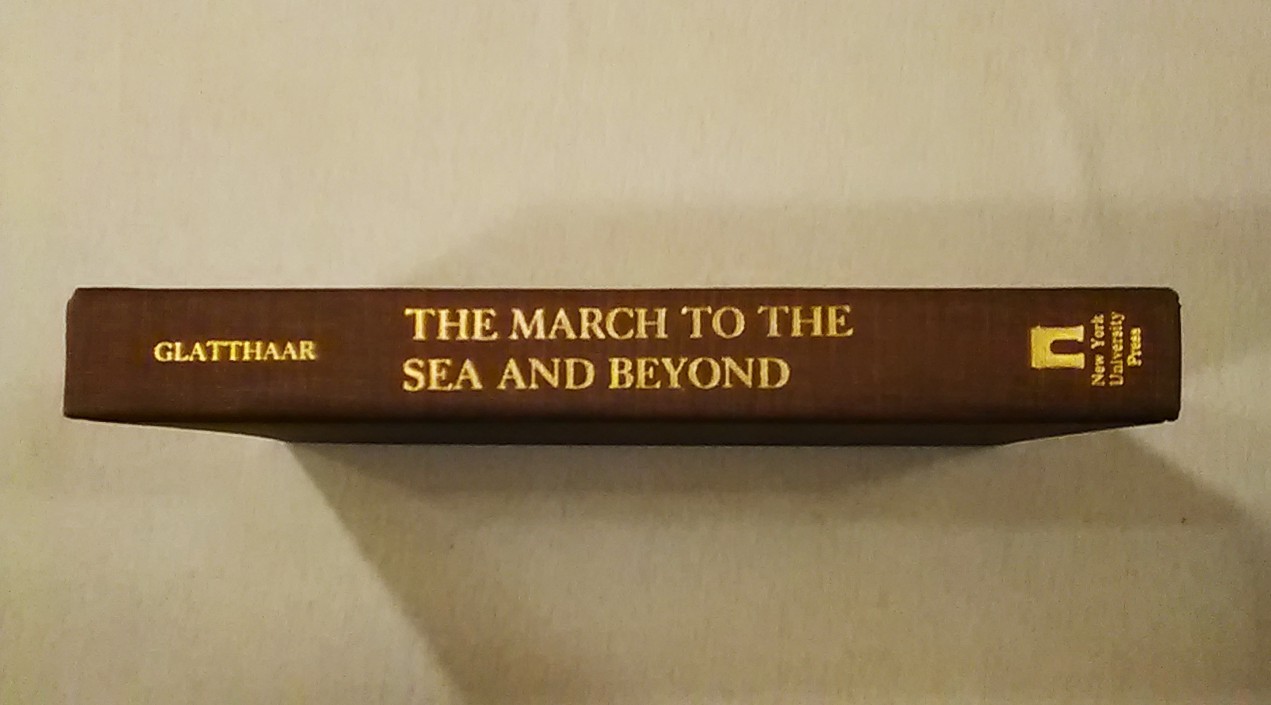 GLATTHAAR
THE MARCH TO THE
SEA AND BEYOND
New York
University
Press